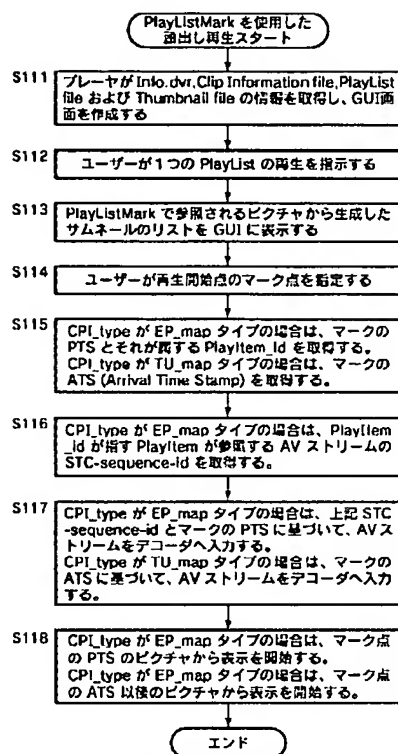 PlayListMark を使用した
頭出し再生スタート
S111
プレーヤが Info.dvr,Clip Information file,PlayList
file および Thumbnail file の情報を取得し、GUI画
面を作成する
S112
ユーザーが１つの PlayList の再生を指示する
S113
PlayListMark で参照されるピクチャから生成した
サムネールのリストを GUI に表示する
S114
ユーザーが再生開始点のマーク点を指定する
S115
CPI_type が EP_map タイプの場合は、マークの
PTS とそれが属する PlayItem_id を取得する。
CPI_type が TU_map タイプの場合は、マークの
ATS (Arrival Time Stamp) を取得する。
S116
CPI_type が EP_map タイプの場合は、PlayItem
_id が指す PlayItem が参照する AV ストリームの
STC-sequence-id を取得する。
S117
CPI_type が EP_map タイプの場合は、上記 STC
-sequence-id とマークの PTS に基づいて、AVス
トリームをデコーダへ入力する。
CPI_type が TU_map タイプの場合は、マークの
ATS に基づいて、AV ストリームをデコーダへ入力
する。
S118
CPI_type が EP_map タイプの場合は、マーク点
の PTS のピクチャから表示を開始する。
CPI_type が EP_map タイプの場合は、マーク点
の ATS 以後のピクチャから表示を開始する。
エンド